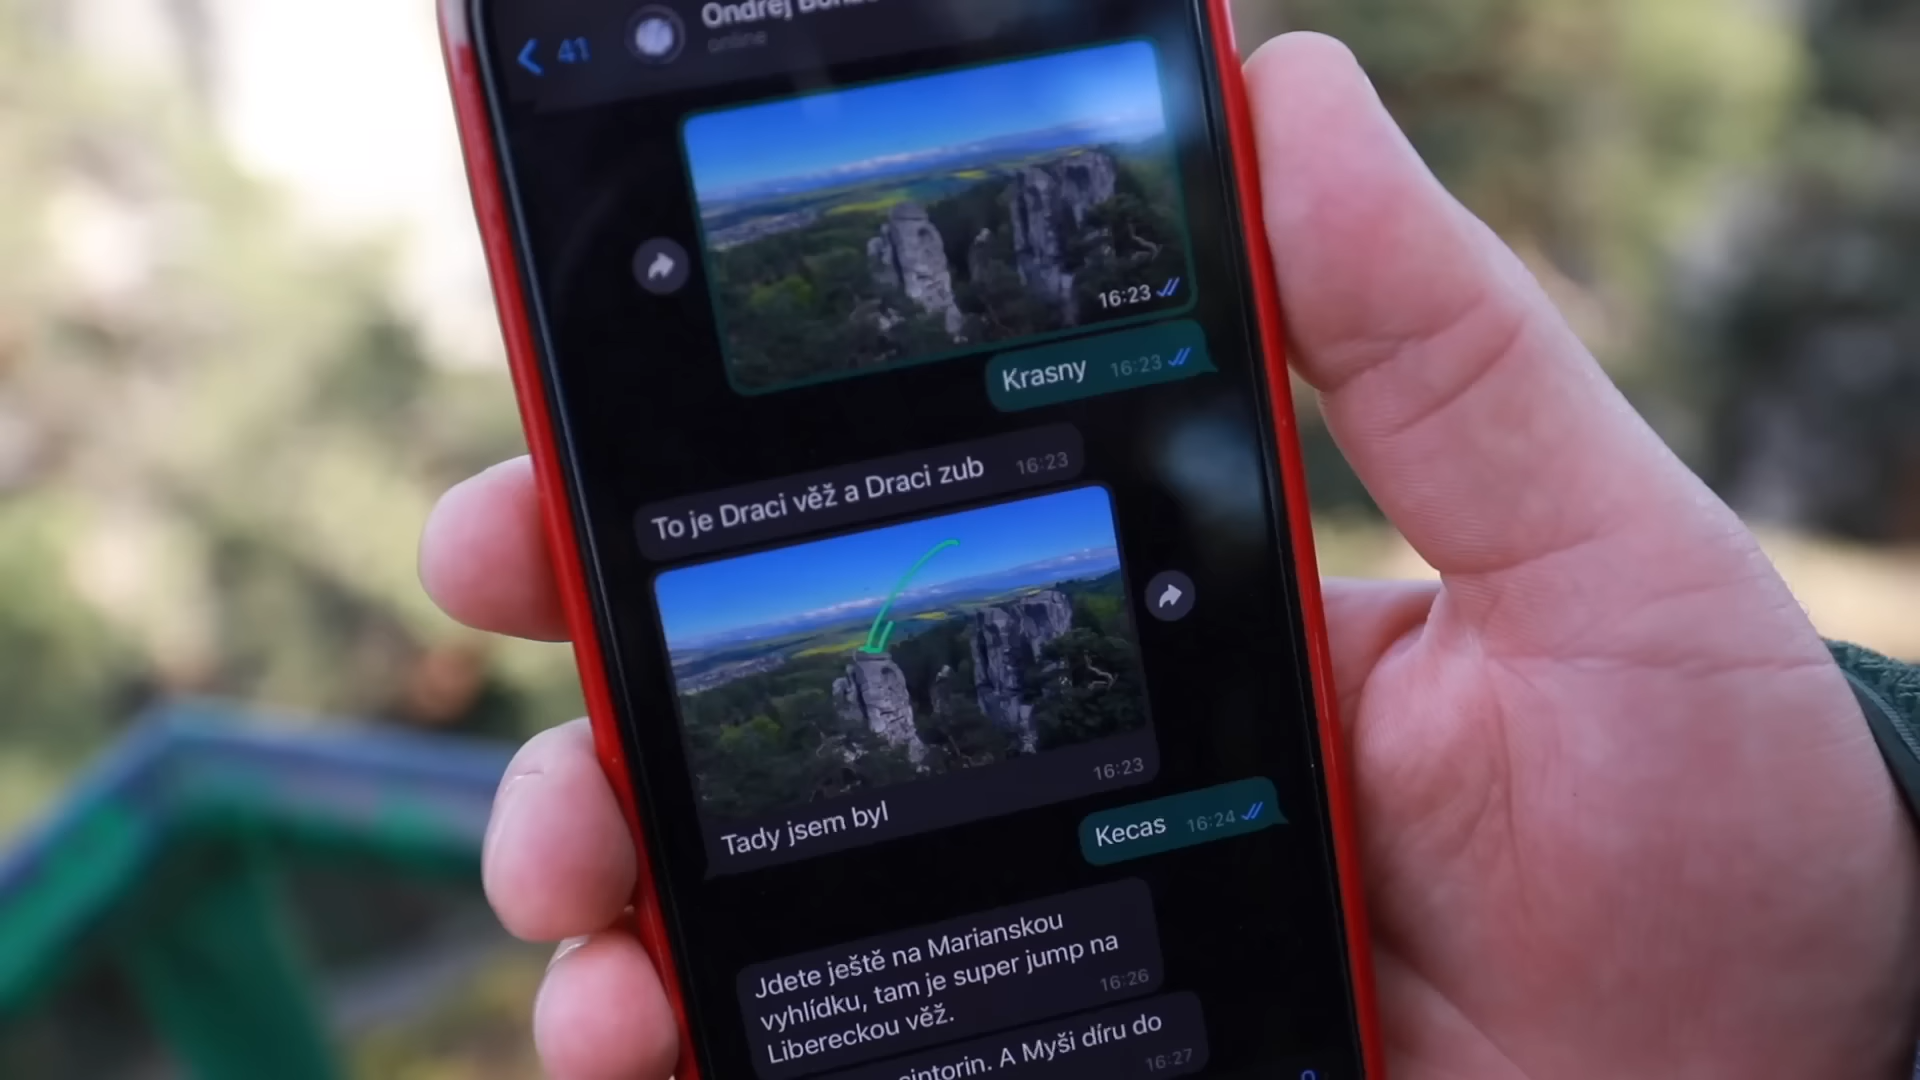 41
Ondřej
online
16:23
Krasny 16:23
To je Draci věž a Draci zub 16:23
16:23
Tady jsem byl
Kecas 16:24
Jdete ještě na Marianskou
vyhlídku, tam je super jump na
Libereckou věž. 16:26
A Myši díru do
16:27